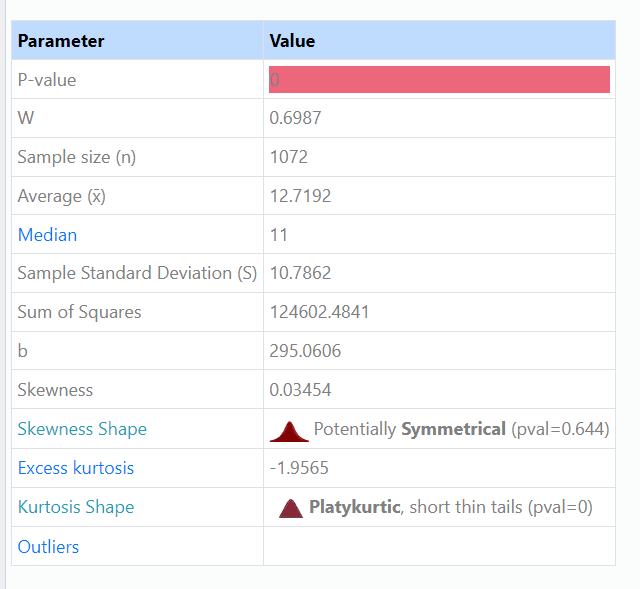 Parameter Value
P-value 0
W 0.6987
Sample size (n) 1072
Average (x̄) 12.7192
Median 11
Sample Standard Deviation (S) 10.7862
Sum of Squares 124602.4841
b 295.0606
Skewness 0.03454
Skewness Shape Potentially Symmetrical (pval=0.644)
Excess kurtosis -1.9565
Kurtosis Shape Platykurtic, short thin tails (pval=0)
Outliers